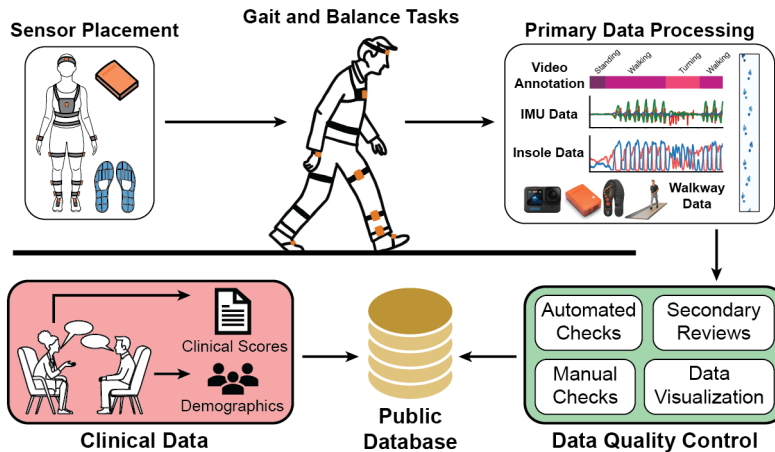 Sensor Placement
Gait and Balance Tasks
Primary Data Processing
Video
Annotation
Standing
Walking
Turning
Walking
IMU Data
Insole Data
Walkway
Data
Clinical Scores
Demographics
Clinical Data
Public
Database
Automated
Checks
Secondary
Reviews
Manual
Checks
Data
Visualization
Data Quality Control